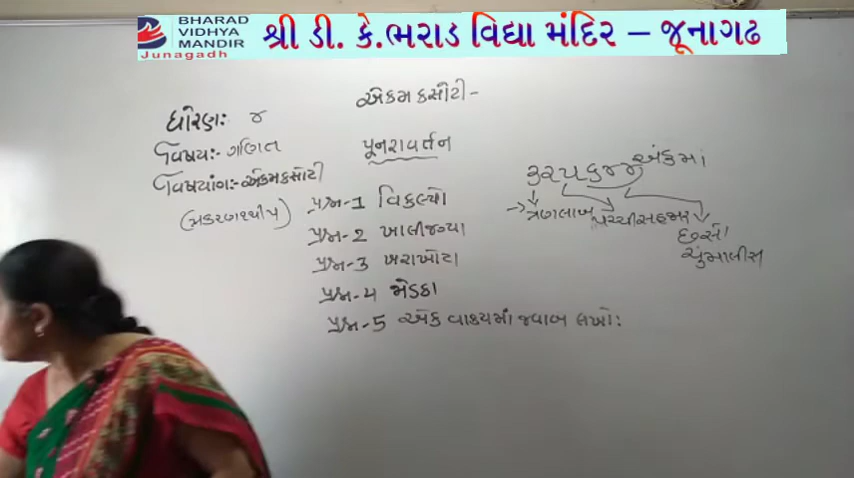 BHARAD
VIDHYA
MANDIR
Junagadh
શ્રી ડી. કે.ભરાડ વિદ્યા મંદિર – જૂનાગઢ
એકમ કસોટી-
ધોરણ: ૪
વિષય:- ગણિત
પૂનરાવર્તન
વિષયાંગ:- એકમકસોટી
(પ્રકરણ૧થી૫)
પ્રશ્ન-1 વિકલ્પો
પ્રશ્ન-2 ખાલીજગ્યા
પ્રશ્ન-3 ખરાખોટા
પ્રશ્ન-4 જોડકા
પ્રશ્ન-5 એક વાક્યમાં જવાબ લખો:
૩૨૫૬૪૪ અંકમાં
→ ત્રણલાખ પચ્ચીસહજાર
છસો
ચુંમાલીસ